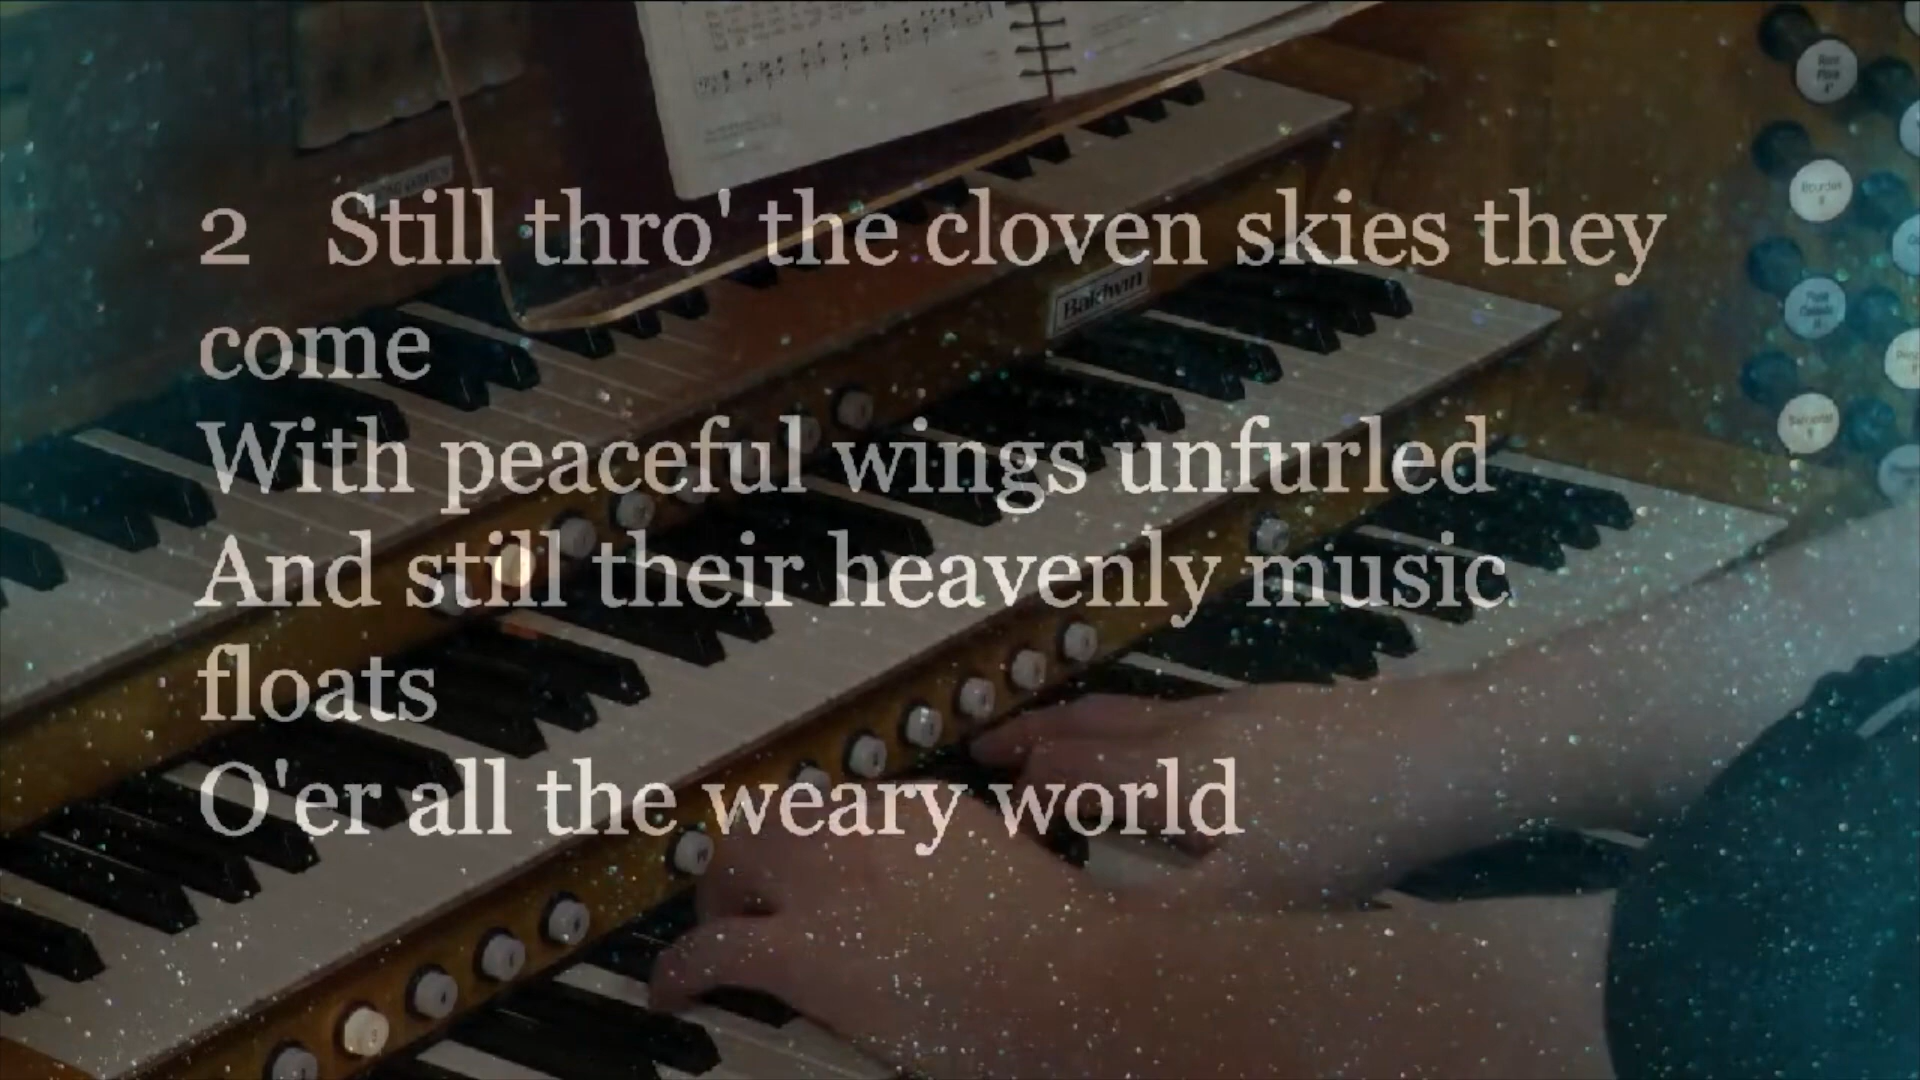 2 Still thro' the cloven skies they
come
With peaceful wings unfurled
And still their heavenly music
floats
O'er all the weary world
Baldwin